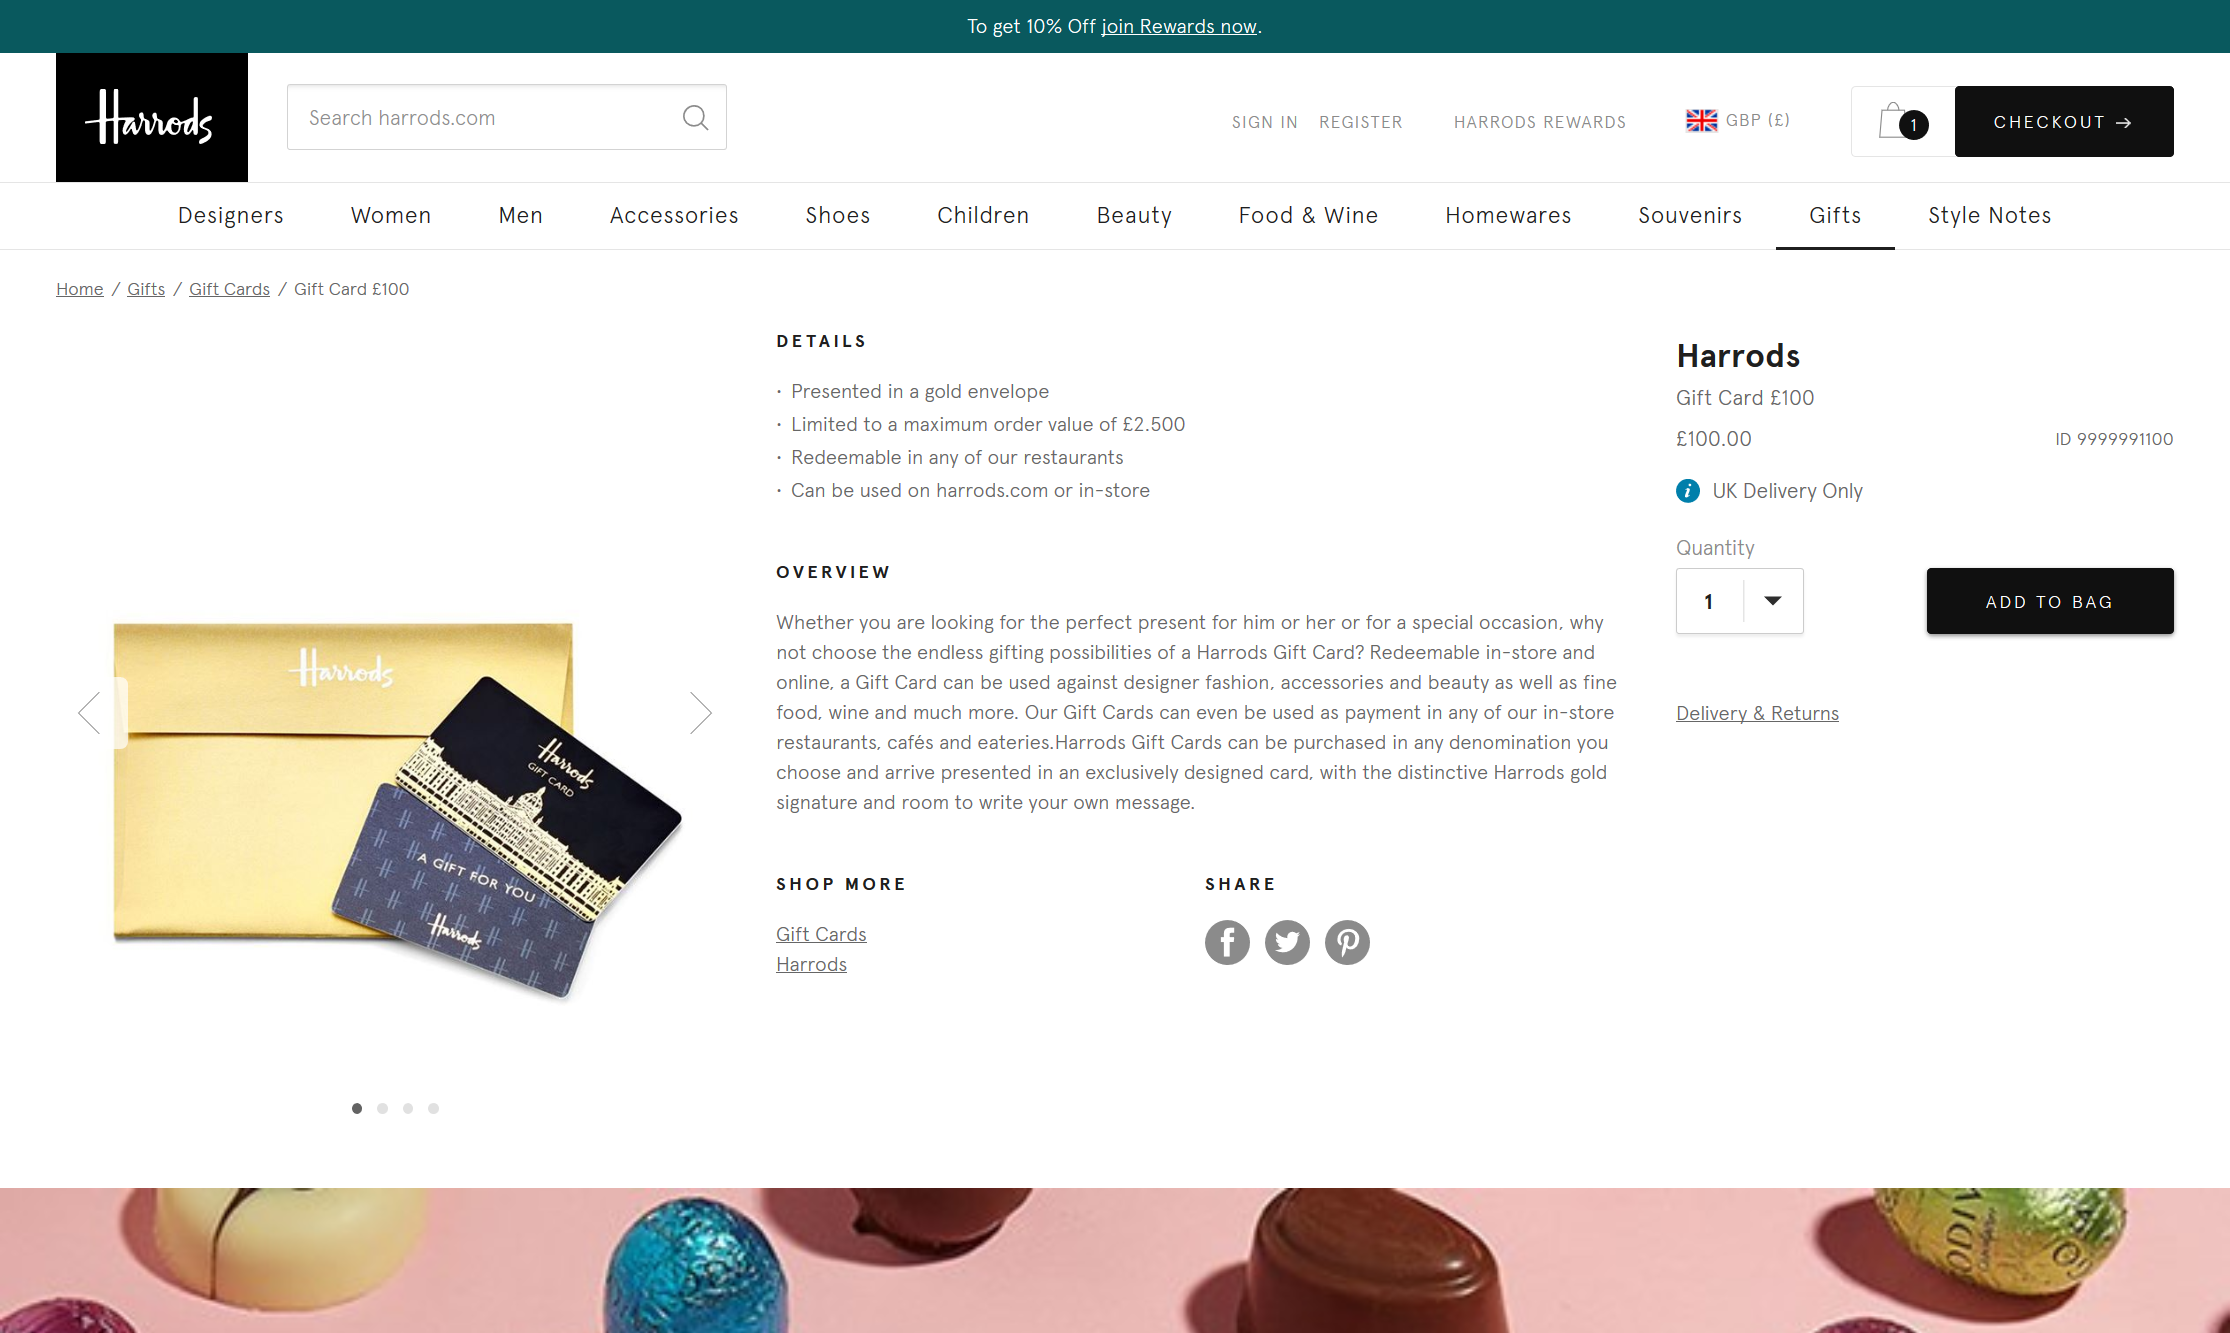 To get 10% Off join Rewards now.
Harrods
Search harrods.com
SIGN IN
REGISTER
HARRODS REWARDS
GBP (£)
1
CHECKOUT →
Designers
Women
Men
Accessories
Shoes
Children
Beauty
Food & Wine
Homewares
Souvenirs
Gifts
Style Notes
Home / Gifts / Gift Cards / Gift Card £100
Harrods
Harrods
GIFT CARD
A GIFT FOR YOU
Harrods
DETAILS
· Presented in a gold envelope
· Limited to a maximum order value of £2.500
· Redeemable in any of our restaurants
· Can be used on harrods.com or in-store
OVERVIEW
Whether you are looking for the perfect present for him or her or for a special occasion, why
not choose the endless gifting possibilities of a Harrods Gift Card? Redeemable in-store and
online, a Gift Card can be used against designer fashion, accessories and beauty as well as fine
food, wine and much more. Our Gift Cards can even be used as payment in any of our in-store
restaurants, cafés and eateries.Harrods Gift Cards can be purchased in any denomination you
choose and arrive presented in an exclusively designed card, with the distinctive Harrods gold
signature and room to write your own message.
SHOP MORE
Gift Cards
Harrods
SHARE
Harrods
Gift Card £100
£100.00
ID 9999991100
UK Delivery Only
Quantity
1
ADD TO BAG
Delivery & Returns